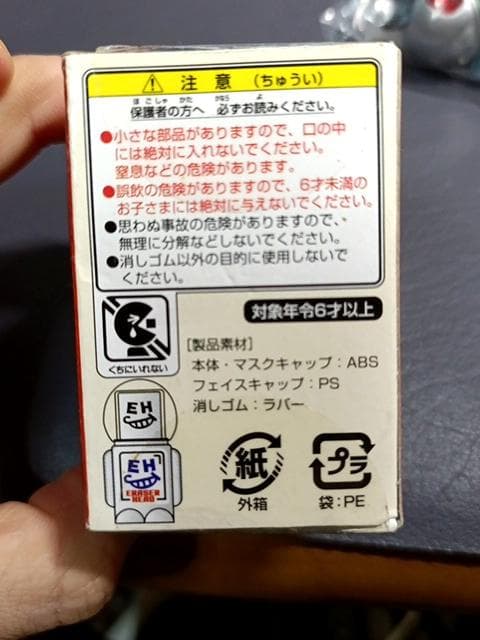 注意（ちゅうい）
ほごしゃ かた かなら よ
保護者の方へ 必ずお読みください。
●小さな部品がありますので、口の中
には絶対に入れないでください。
窒息などの危険があります。
●誤飲の危険がありますので、6才未満の
お子さまには絶対に与えないでください。
●思わぬ事故の危険がありますので、
無理に分解などしないでください。
●消しゴム以外の目的に使用しないで
ください。
対象年令6才以上
くちにいれない
[製品素材]
本体・マスクキャップ：ABS
フェイスキャップ：PS
消しゴム：ラバー
EH
EH
ERASER
HEAD
紙
外箱
プラ
袋：PE